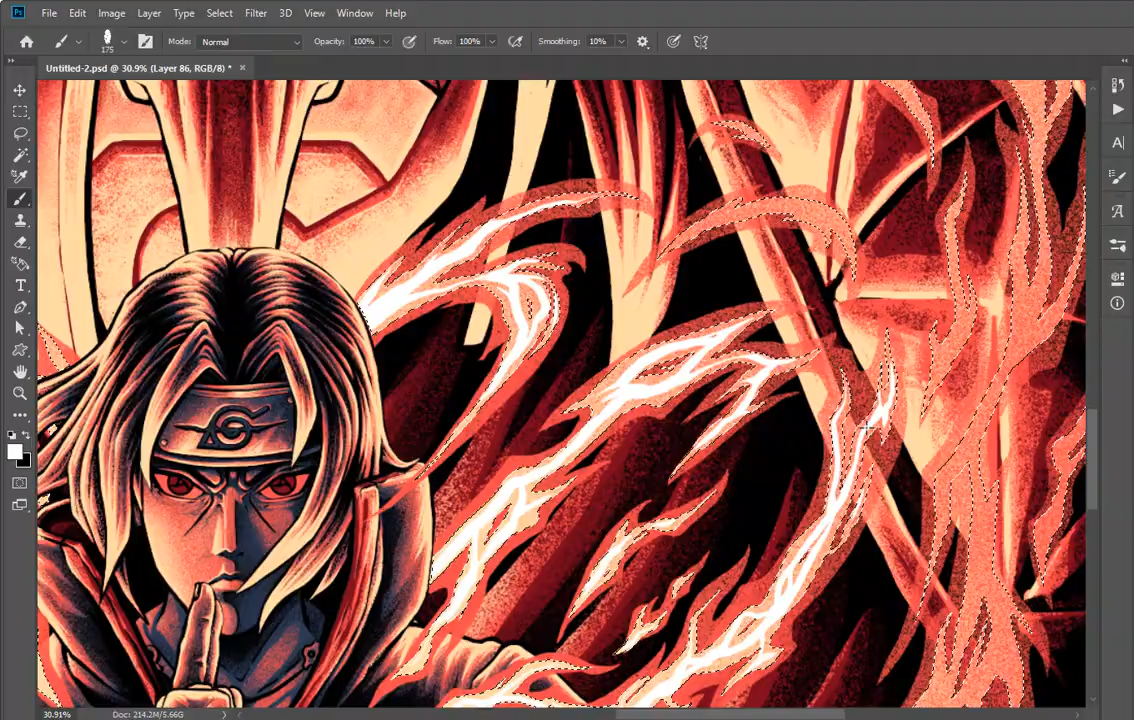 Ps File Edit Image Layer Type Select Filter 3D View Window Help
175 Mode: Normal Opacity: 100% Flow: 100% Smoothing: 10%
Untitled-2.psd @ 30.9% (Layer 86, RGB/8) * ×
30.91% Doc: 214.2M/5.66G